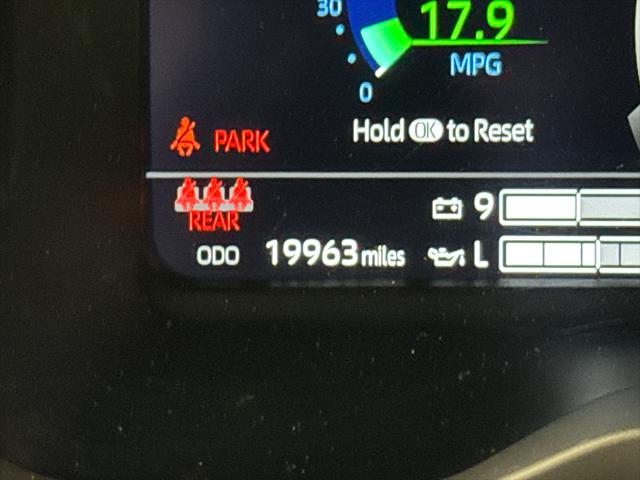 30
17.9
MPG
0
Hold OK to Reset
PARK
REAR
9
ODO 19963 miles
L